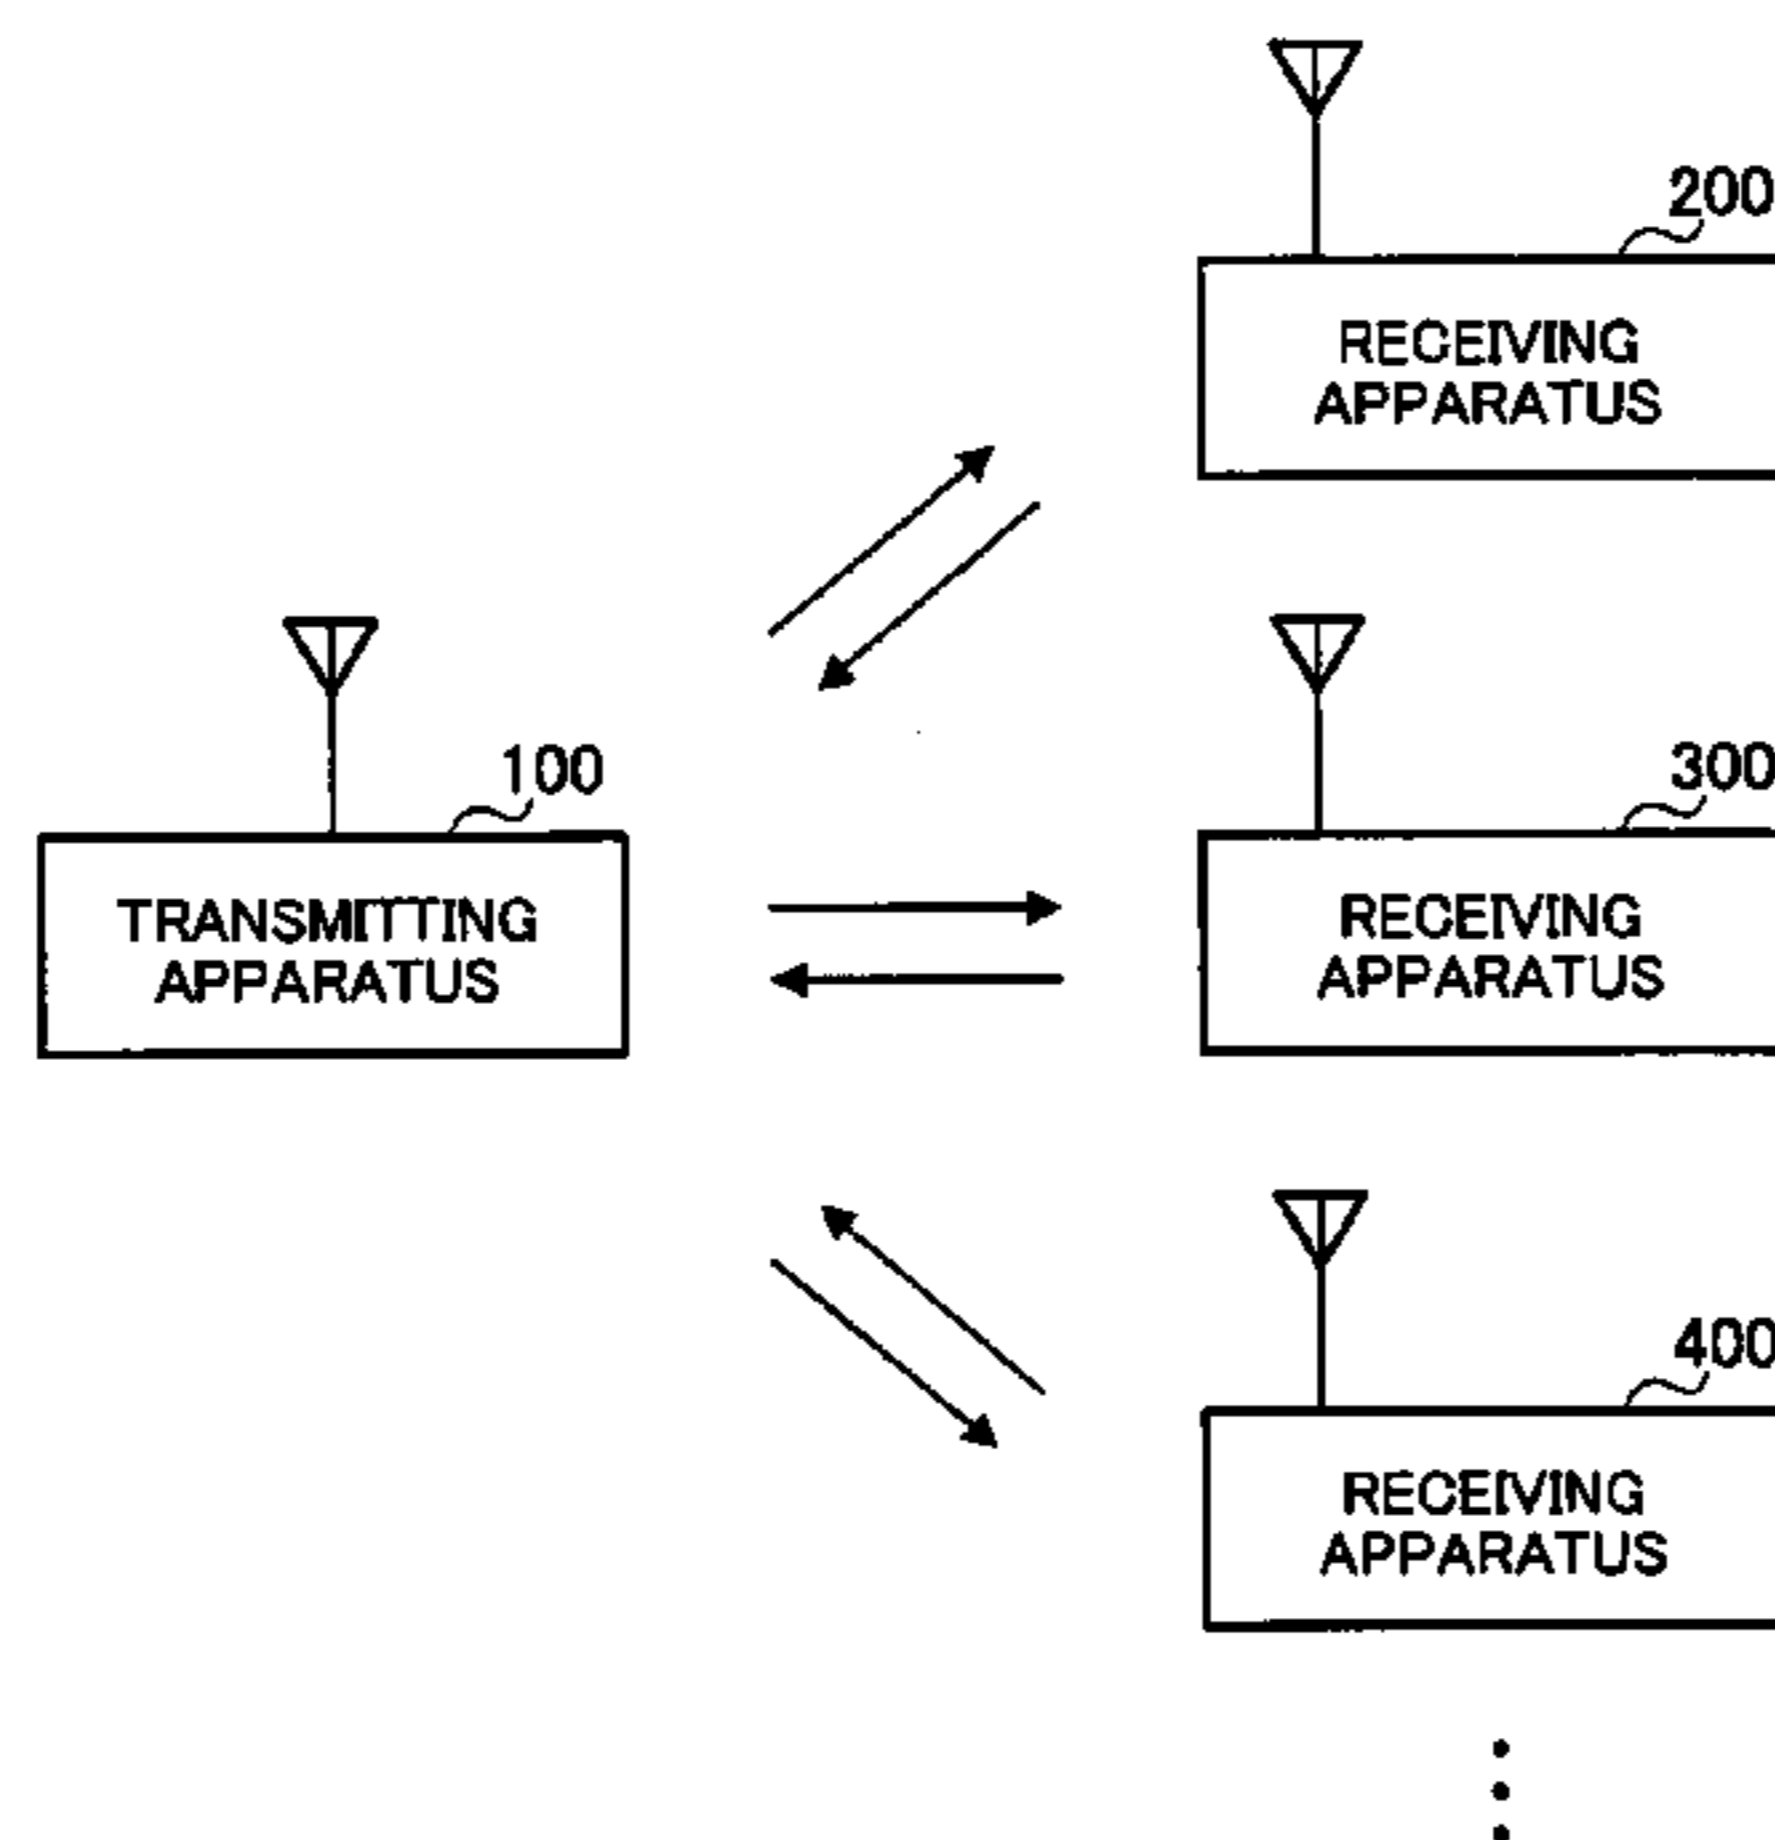 200
RECEIVING
APPARATUS
100
TRANSMITTING
APPARATUS
300
RECEIVING
APPARATUS
400
RECEIVING
APPARATUS